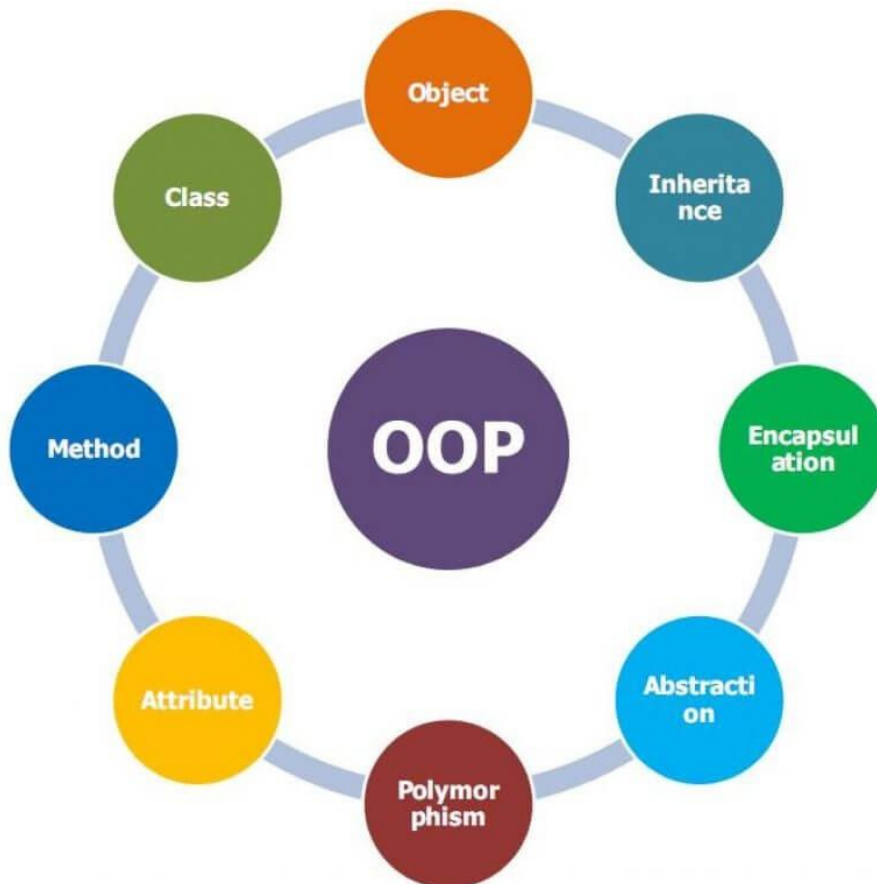 Object
Class
Inherita
nce
Method
OOP
Encapsul
ation
Attribute
Abstracti
on
Polymor
phism